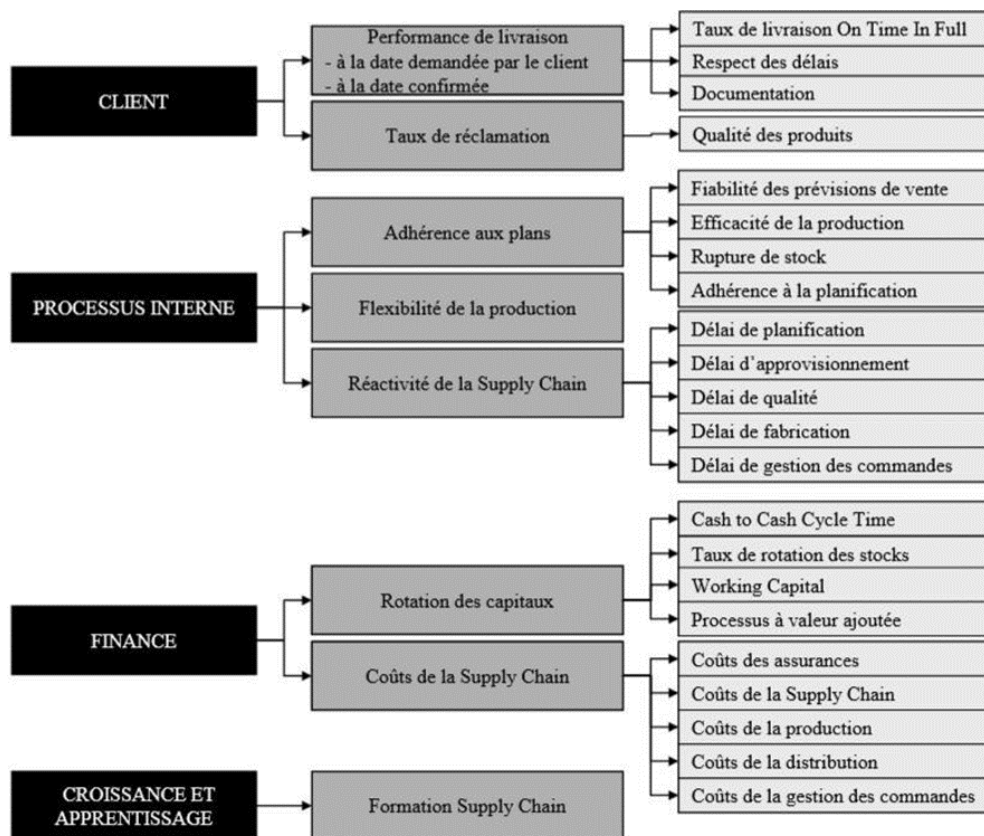 CLIENT
Performance de livraison
- à la date demandée par le client
- à la date confirmée
Taux de livraison On Time In Full
Respect des délais
Documentation
Taux de réclamation
Qualité des produits
PROCESSUS INTERNE
Adhérence aux plans
Fiabilité des prévisions de vente
Efficacité de la production
Rupture de stock
Adhérence à la planification
Flexibilité de la production
Réactivité de la Supply Chain
Délai de planification
Délai d’approvisionnement
Délai de qualité
Délai de fabrication
Délai de gestion des commandes
FINANCE
Rotation des capitaux
Cash to Cash Cycle Time
Taux de rotation des stocks
Working Capital
Processus à valeur ajoutée
Coûts de la Supply Chain
Coûts des assurances
Coûts de la Supply Chain
Coûts de la production
Coûts de la distribution
Coûts de la gestion des commandes
CROISSANCE ET
APPRENTISSAGE
Formation Supply Chain